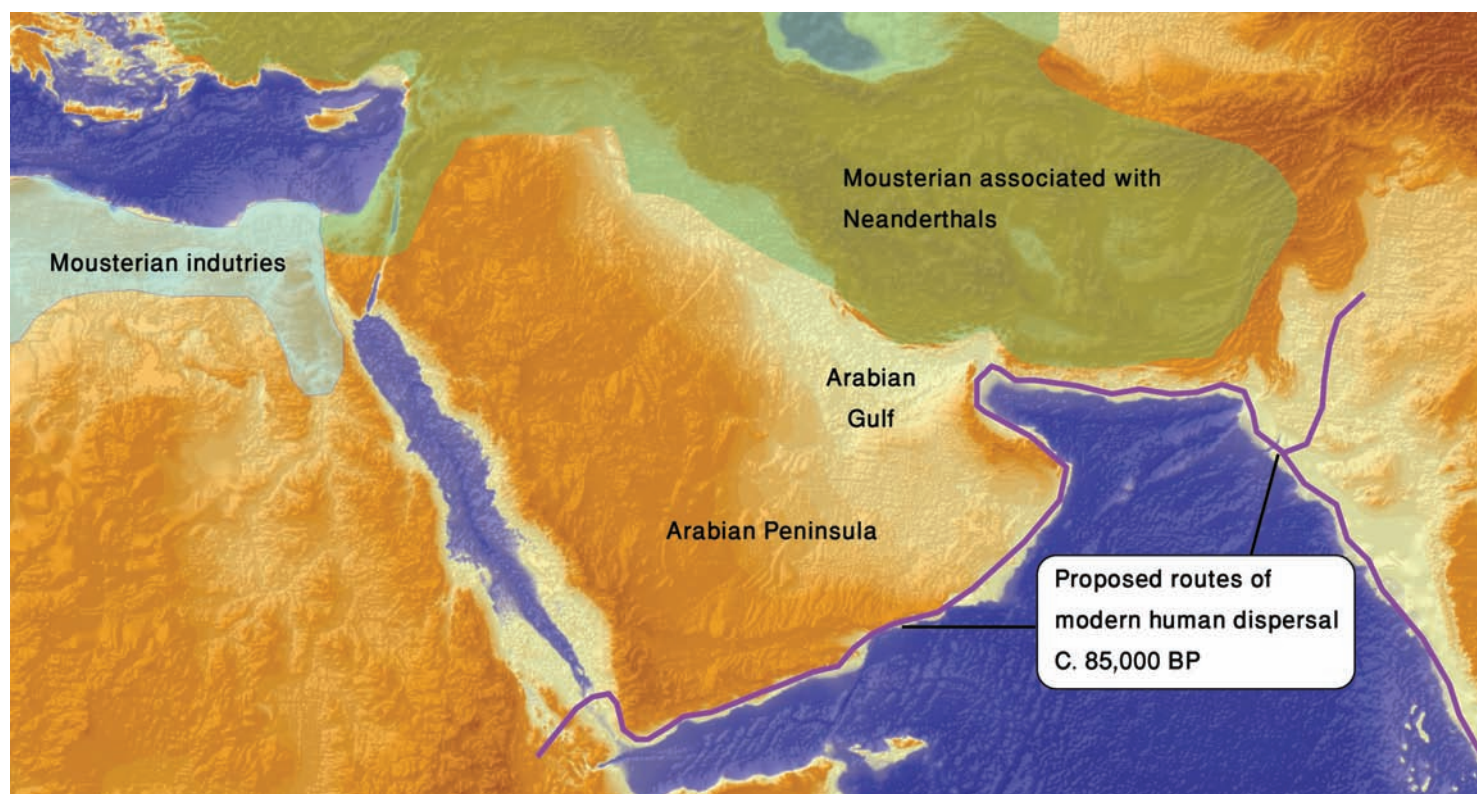 Mousterian associated with
Neanderthals
Mousterian indutries
Arabian
Gulf
Arabian Peninsula
Proposed routes of
modern human dispersal
C. 85,000 BP